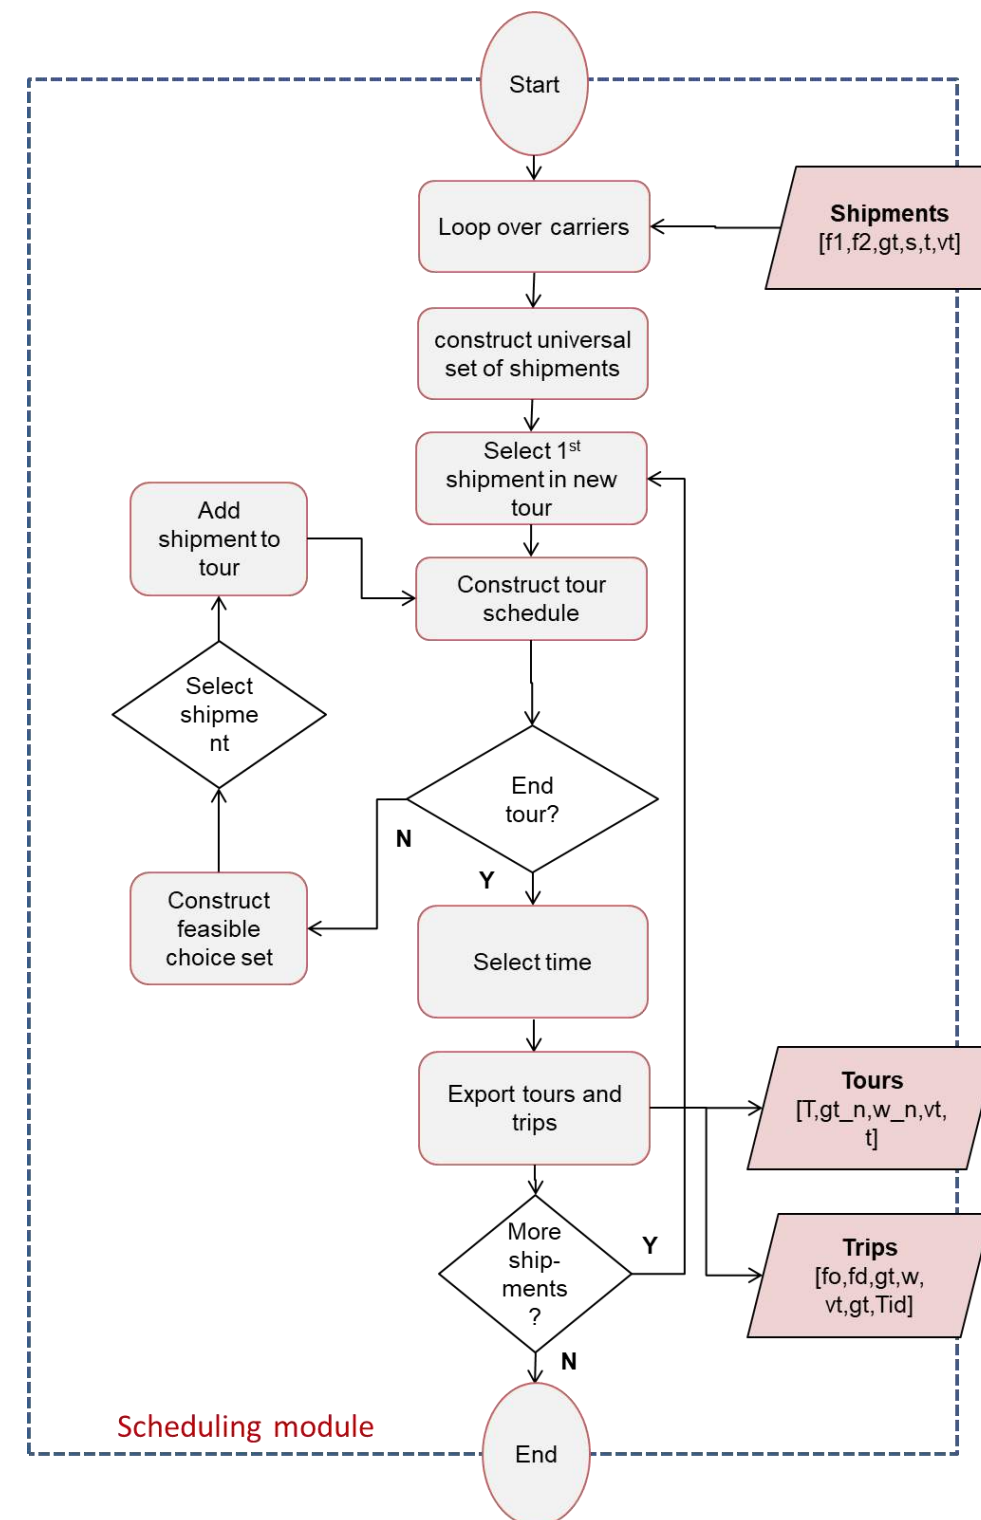 Start
Loop over carriers
Shipments
[f1,f2,gt,s,t,vt]
construct universal
set of shipments
Select 1st
shipment in new
tour
Add
shipment to
tour
Construct tour
schedule
Select
shipme
nt
End
tour?
N
Y
Construct
feasible
choice set
Select time
Export tours and
trips
Tours
[T,gt_n,w_n,vt,
t]
More
ship-
ments
?
Y
N
Trips
[fo,fd,gt,w,
vt,gt,Tid]
Scheduling module
End